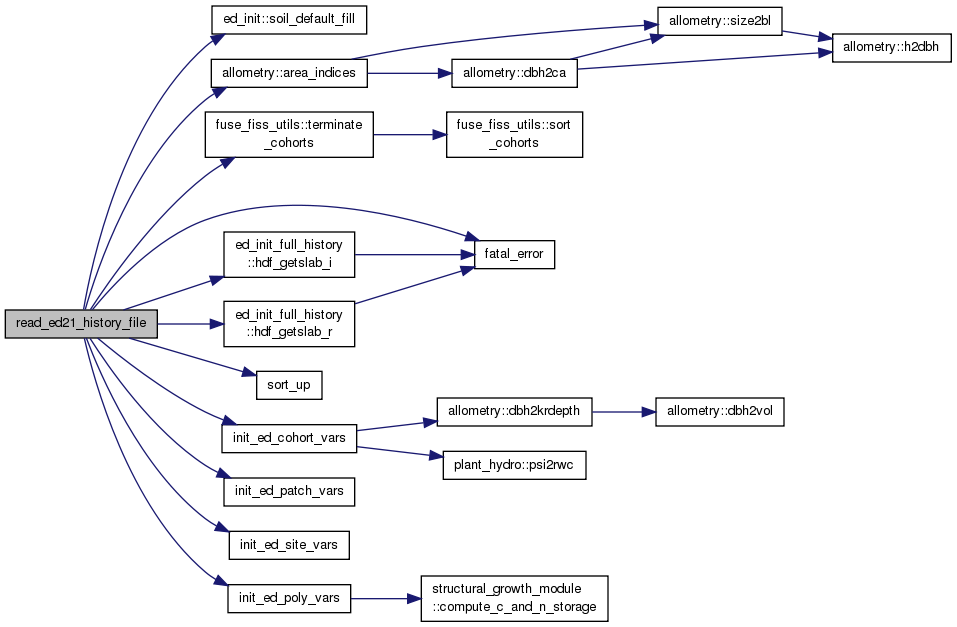 ed_init::soil_default_fill
allometry::size2bl
allometry::h2dbh
allometry::area_indices
allometry::dbh2ca
fuse_fiss_utils::terminate
_cohorts
fuse_fiss_utils::sort
_cohorts
ed_init_full_history
::hdf_getslab_i
fatal_error
read_ed21_history_file
ed_init_full_history
::hdf_getslab_r
sort_up
init_ed_cohort_vars
allometry::dbh2krdepth
allometry::dbh2vol
plant_hydro::psi2rwc
init_ed_patch_vars
init_ed_site_vars
init_ed_poly_vars
structural_growth_module
::compute_c_and_n_storage